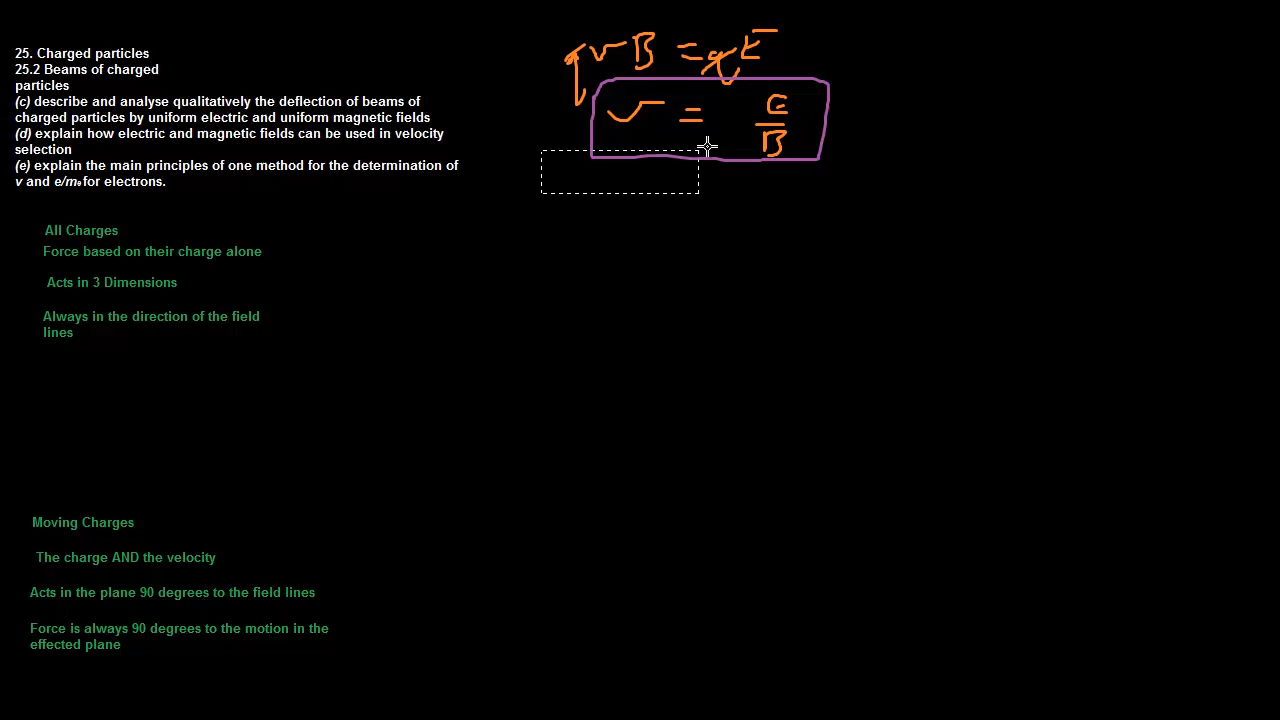 25. Charged particles
25.2 Beams of charged
particles
(c) describe and analyse qualitatively the deflection of beams of
charged particles by uniform electric and uniform magnetic fields
(d) explain how electric and magnetic fields can be used in velocity
selection
(e) explain the main principles of one method for the determination of
v and e/mₑ for electrons.
vB = qE
v = E/B
All Charges
Force based on their charge alone
Acts in 3 Dimensions
Always in the direction of the field
lines
Moving Charges
The charge AND the velocity
Acts in the plane 90 degrees to the field lines
Force is always 90 degrees to the motion in the
effected plane